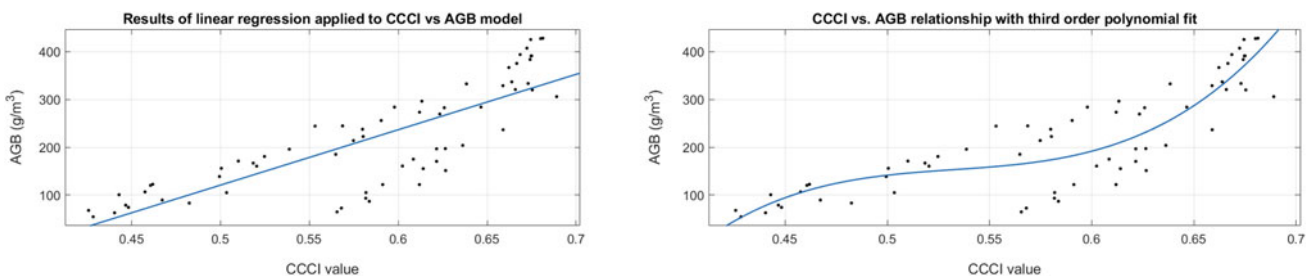 Results of linear regression applied to CCCI vs AGB model
AGB (g/m³)
400
300
200
100
0.45 0.5 0.55 0.6 0.65 0.7
CCCI value
CCCI vs. AGB relationship with third order polynomial fit
AGB (g/m³)
400
300
200
100
0.45 0.5 0.55 0.6 0.65 0.7
CCCI value